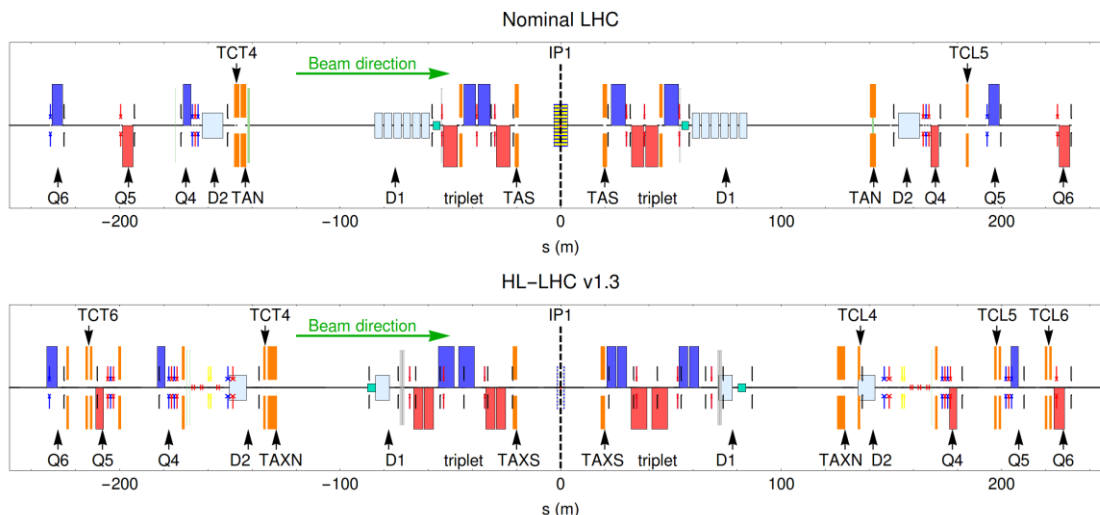 Nominal LHC
TCT4 IP1 TCL5
Beam direction
Q6 Q5 Q4 D2 TAN D1 triplet TAS TAS triplet D1 TAN D2 Q4 Q5 Q6
−200 −100 0 100 200
s (m)
HL−LHC v1.3
TCT6 TCT4 IP1 TCL4 TCL5 TCL6
Beam direction
Q6 Q5 Q4 D2 TAXN D1 triplet TAXS TAXS triplet D1 TAXN D2 Q4 Q5 Q6
−200 −100 0 100 200
s (m)